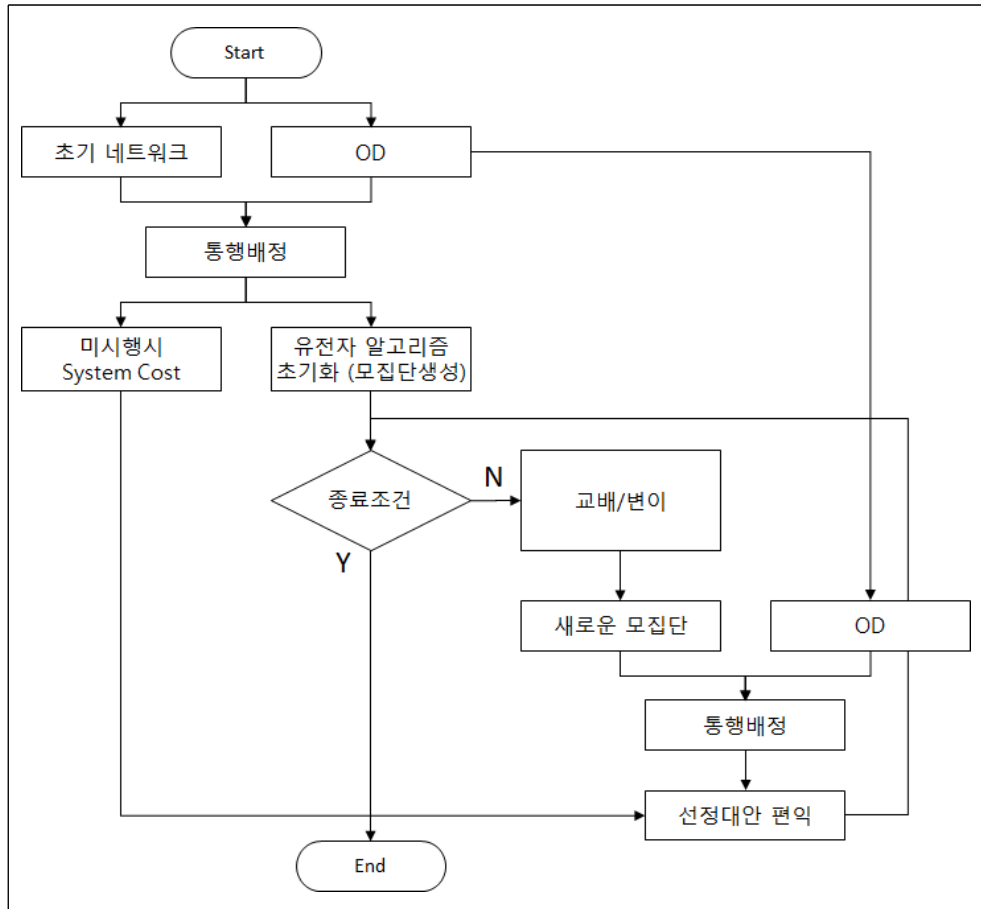 Start
초기 네트워크
OD
통행배정
미시행시
System Cost
유전자 알고리즘
초기화 (모집단생성)
종료조건
N
Y
교배/변이
새로운 모집단
OD
통행배정
선정대안 편익
End